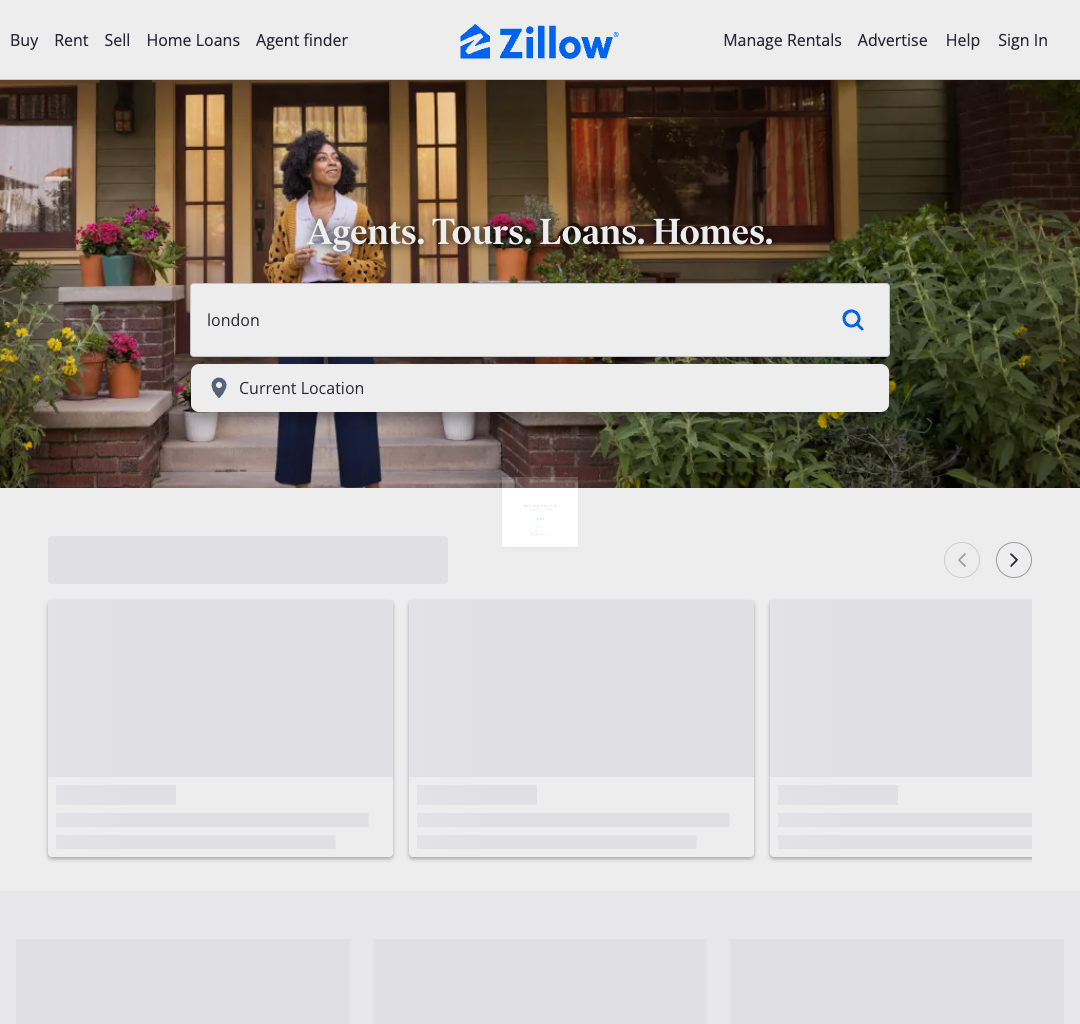 Buy Rent Sell Home Loans Agent finder Zillow® Manage Rentals Advertise Help Sign In
Agents. Tours. Loans. Homes.
london
Current Location